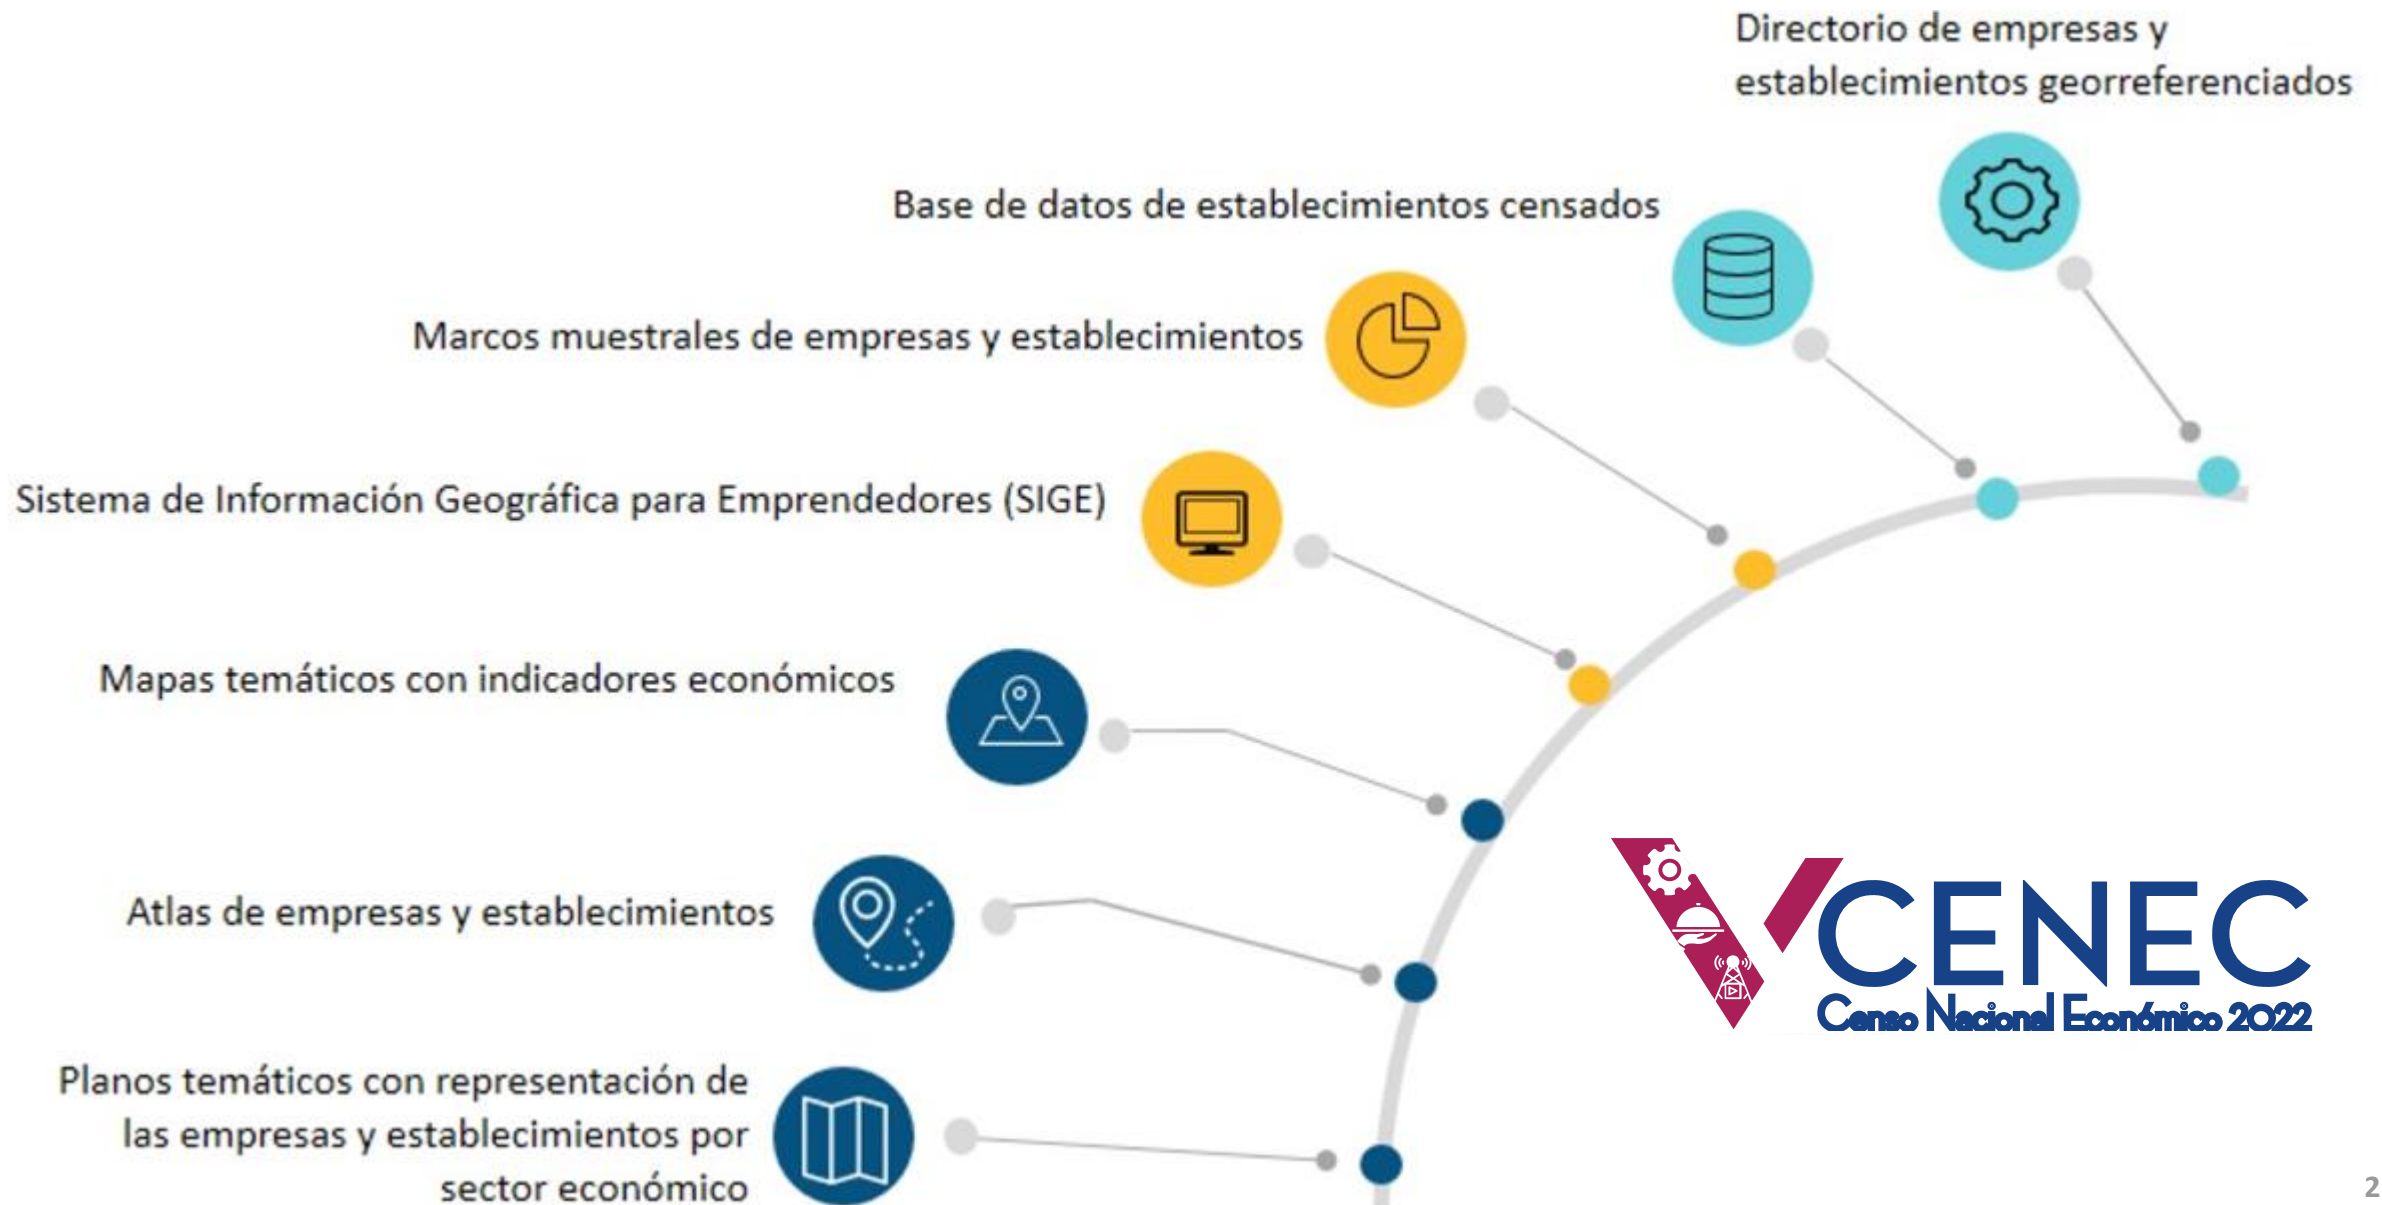 Directorio de empresas y
establecimientos georreferenciados
Base de datos de establecimientos censados
Marcos muestrales de empresas y establecimientos
Sistema de Información Geográfica para Emprendedores (SIGE)
Mapas temáticos con indicadores económicos
Atlas de empresas y establecimientos
Planos temáticos con representación de
las empresas y establecimientos por
sector económico
V CENEC
Censo Nacional Económico 2022
2